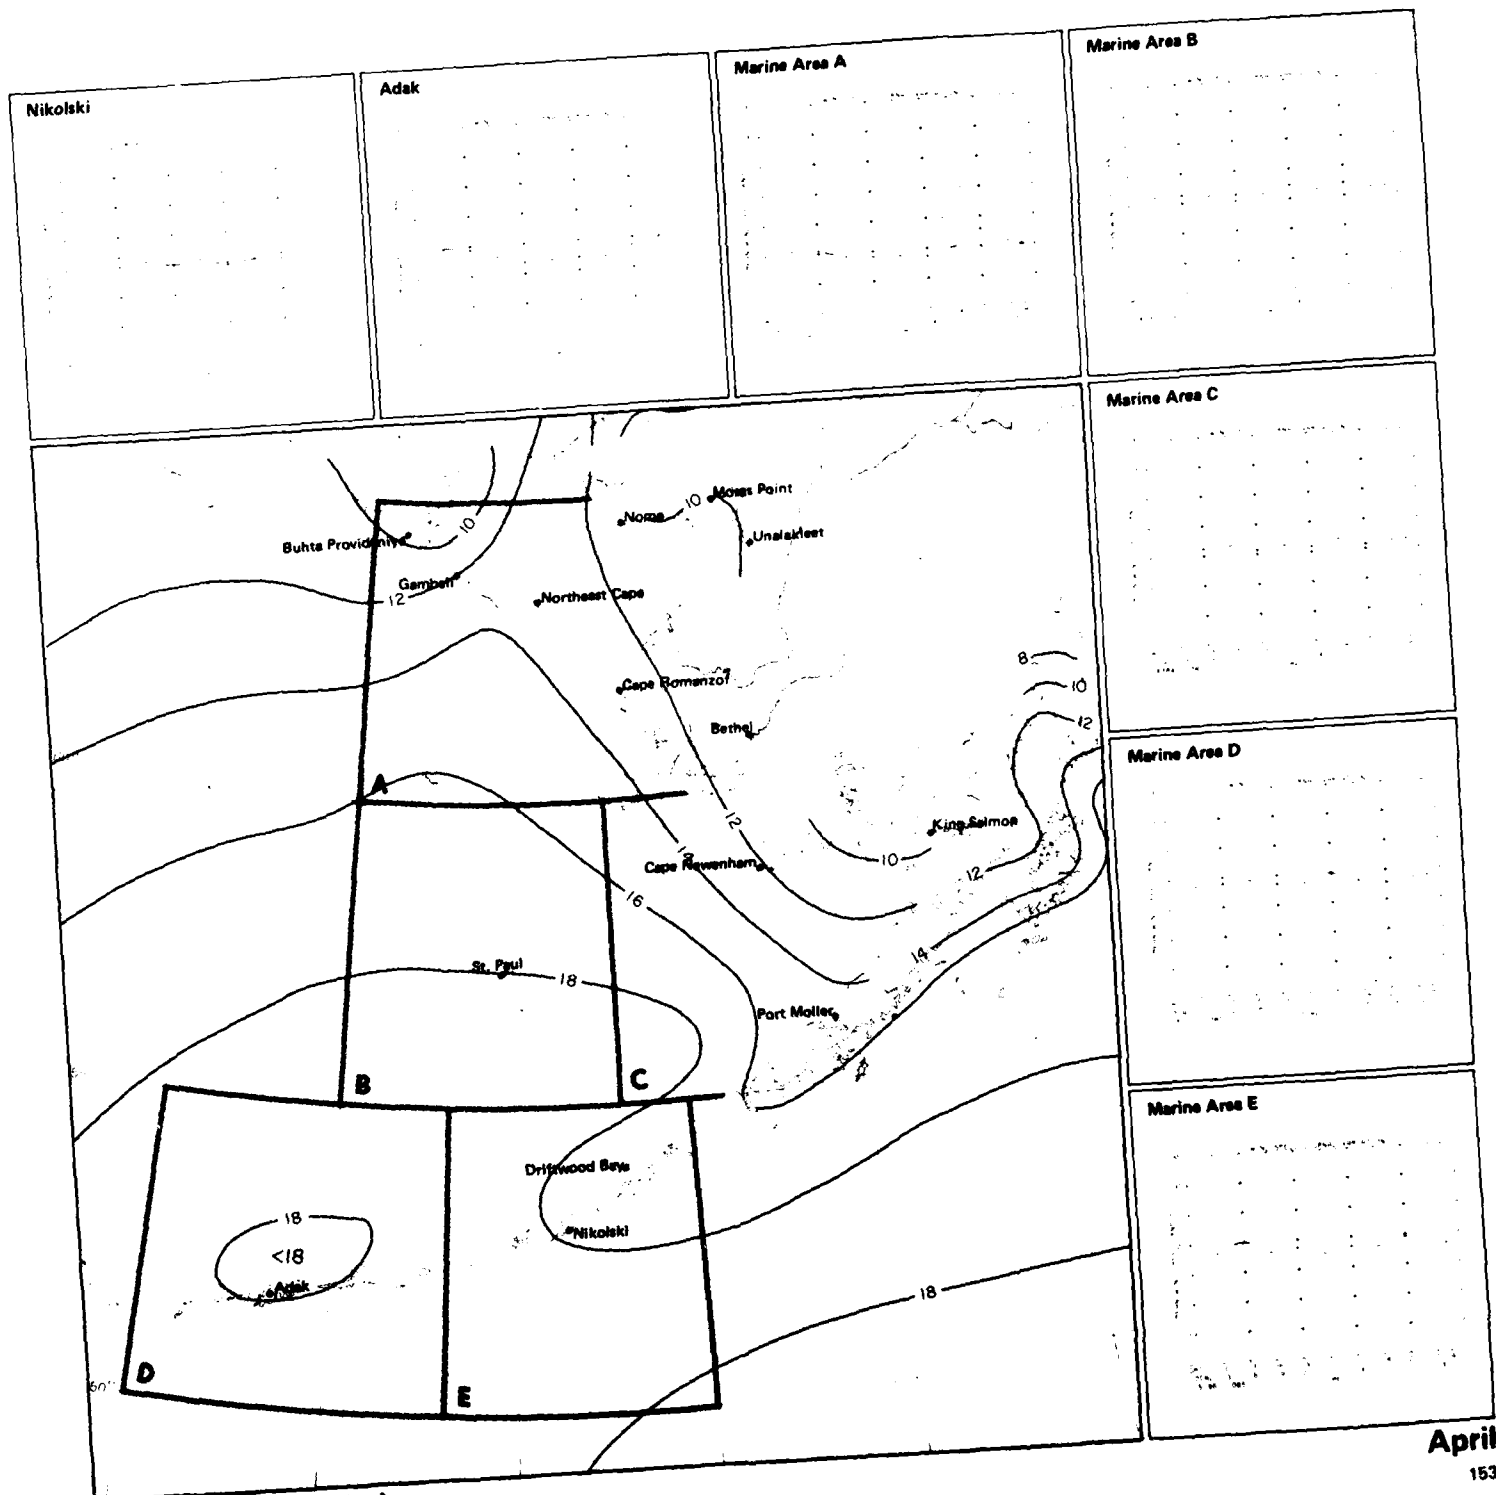 Nikolski
Adak
Marine Area A
Marine Area B
Marine Area C
Marine Area D
Marine Area E
10
Moses Point
Nome
10
Unalakleet
Buhta Provideniya
Gambell
12
Northeast Cape
8
Cape Romanzof
10
12
Bethel
A
12
King Salmon
10
Cape Newenham
12
16
14
St. Paul
18
Port Moller
B
C
Driftwood Bay
18
Nikolski
<18
Adak
18
D
E
April
153